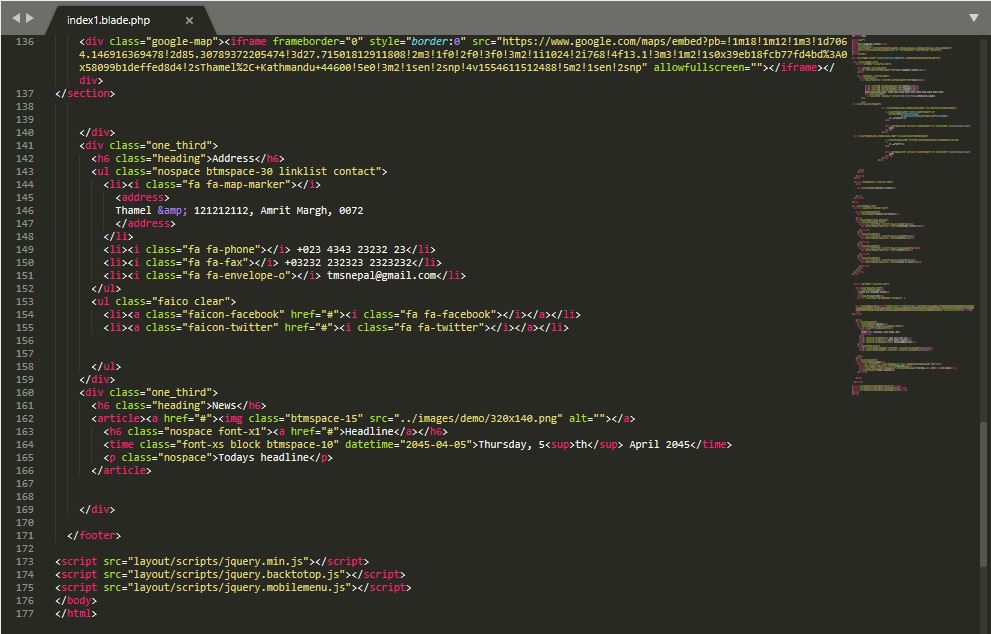 index1.blade.php ×
136 <div class="google-map"><iframe frameborder="0" style="border:0" src="https://www.google.com/maps/embed?pb=!1m18!1m12!1m3!1d706
4.146916369478!2d85.30789372205474!3d27.71501812911808!2m3!1f0!2f0!3f0!3m2!1i1024!2i768!4f13.1!3m3!1m2!1s0x39eb18fcb77fd4bd%3A0
x58099b1deffed8d4!2sThamel%2C+Kathmandu+44600!5e0!3m2!1sen!2snp!4v1554611512488!5m2!1sen!2snp" allowfullscreen=""></iframe></
div>
137 </section>
138
139
140 </div>
141 <div class="one_third">
142 <h6 class="heading">Address</h6>
143 <ul class="nospace btmspace-30 linklist contact">
144 <li><i class="fa fa-map-marker"></i>
145 <address>
146 Thamel &amp; 121212112, Amrit Margh, 0072
147 </address>
148 </li>
149 <li><i class="fa fa-phone"></i> +023 4343 23232 23</li>
150 <li><i class="fa fa-fax"></i> +03232 232323 2323232</li>
151 <li><i class="fa fa-envelope-o"></i> tmsnepal@gmail.com</li>
152 </ul>
153 <ul class="faico clear">
154 <li><a class="faicon-facebook" href="#"><i class="fa fa-facebook"></i></a></li>
155 <li><a class="faicon-twitter" href="#"><i class="fa fa-twitter"></i></a></li>
156
157
158 </ul>
159 </div>
160 <div class="one_third">
161 <h6 class="heading">News</h6>
162 <article><a href="#"><img class="btmspace-15" src="../images/demo/320x140.png" alt=""></a>
163 <h6 class="nospace font-x1"><a href="#">Headline</a></h6>
164 <time class="font-xs block btmspace-10" datetime="2045-04-05">Thursday, 5<sup>th</sup> April 2045</time>
165 <p class="nospace">Todays headline</p>
166 </article>
167
168
169 </div>
170
171 </footer>
172
173 <script src="layout/scripts/jquery.min.js"></script>
174 <script src="layout/scripts/jquery.backtotop.js"></script>
175 <script src="layout/scripts/jquery.mobilemenu.js"></script>
176 </body>
177 </html>